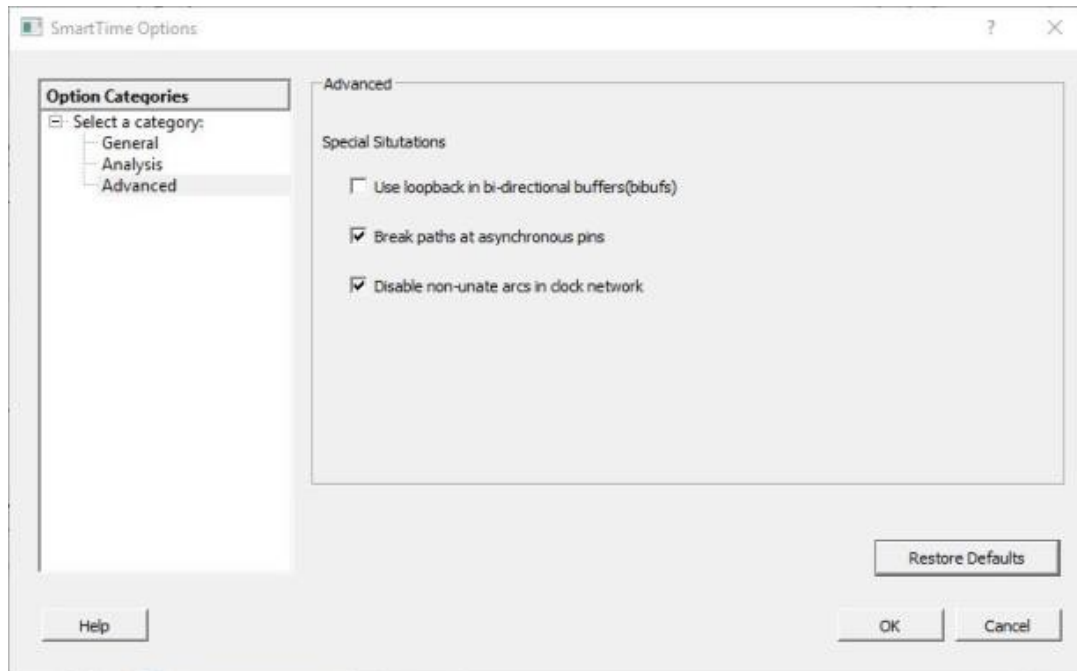 SmartTime Options
?
Option Categories
Select a category:
General
Analysis
Advanced
Advanced
Special Situtations
Use loopback in bi-directional buffers(bibufs)
Break paths at asynchronous pins
Disable non-unate arcs in clock network
Restore Defaults
Help
OK
Cancel